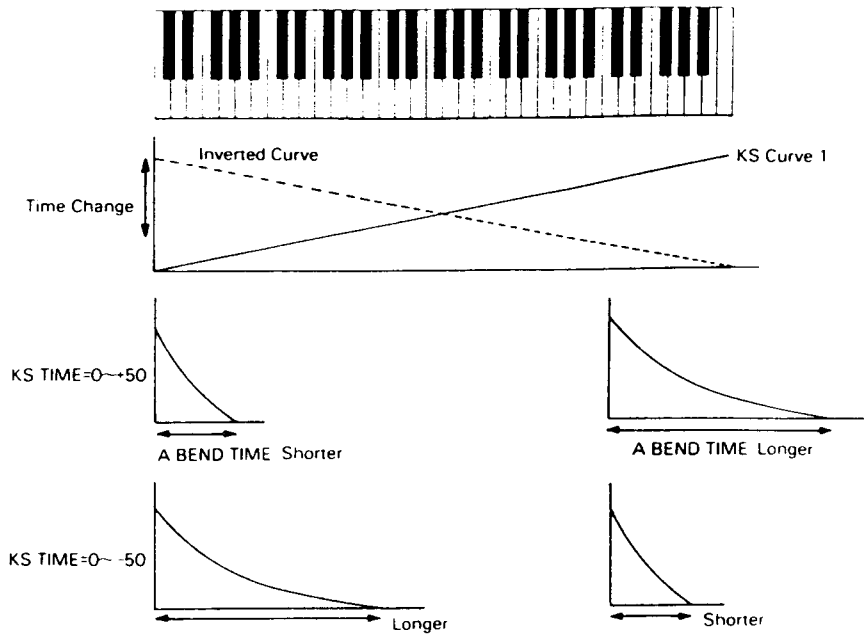 Inverted Curve
KS Curve 1
Time Change
KS TIME=0~+50
A BEND TIME Shorter
A BEND TIME Longer
KS TIME=0~-50
Longer
Shorter